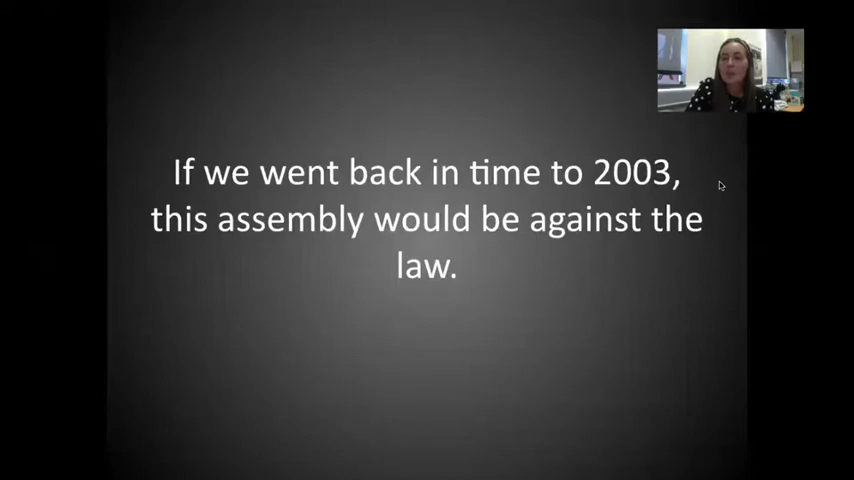 If we went back in time to 2003,
this assembly would be against the
law.